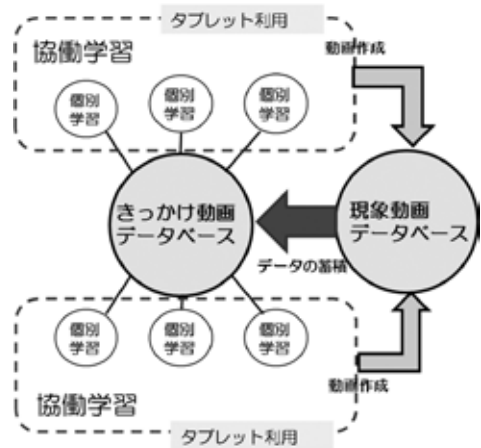 タブレット利用
協働学習
動画作成
個別
学習
個別
学習
個別
学習
きっかけ動画
データベース
現象動画
データベース
データの蓄積
個別
学習
個別
学習
個別
学習
動画作成
協働学習
タブレット利用